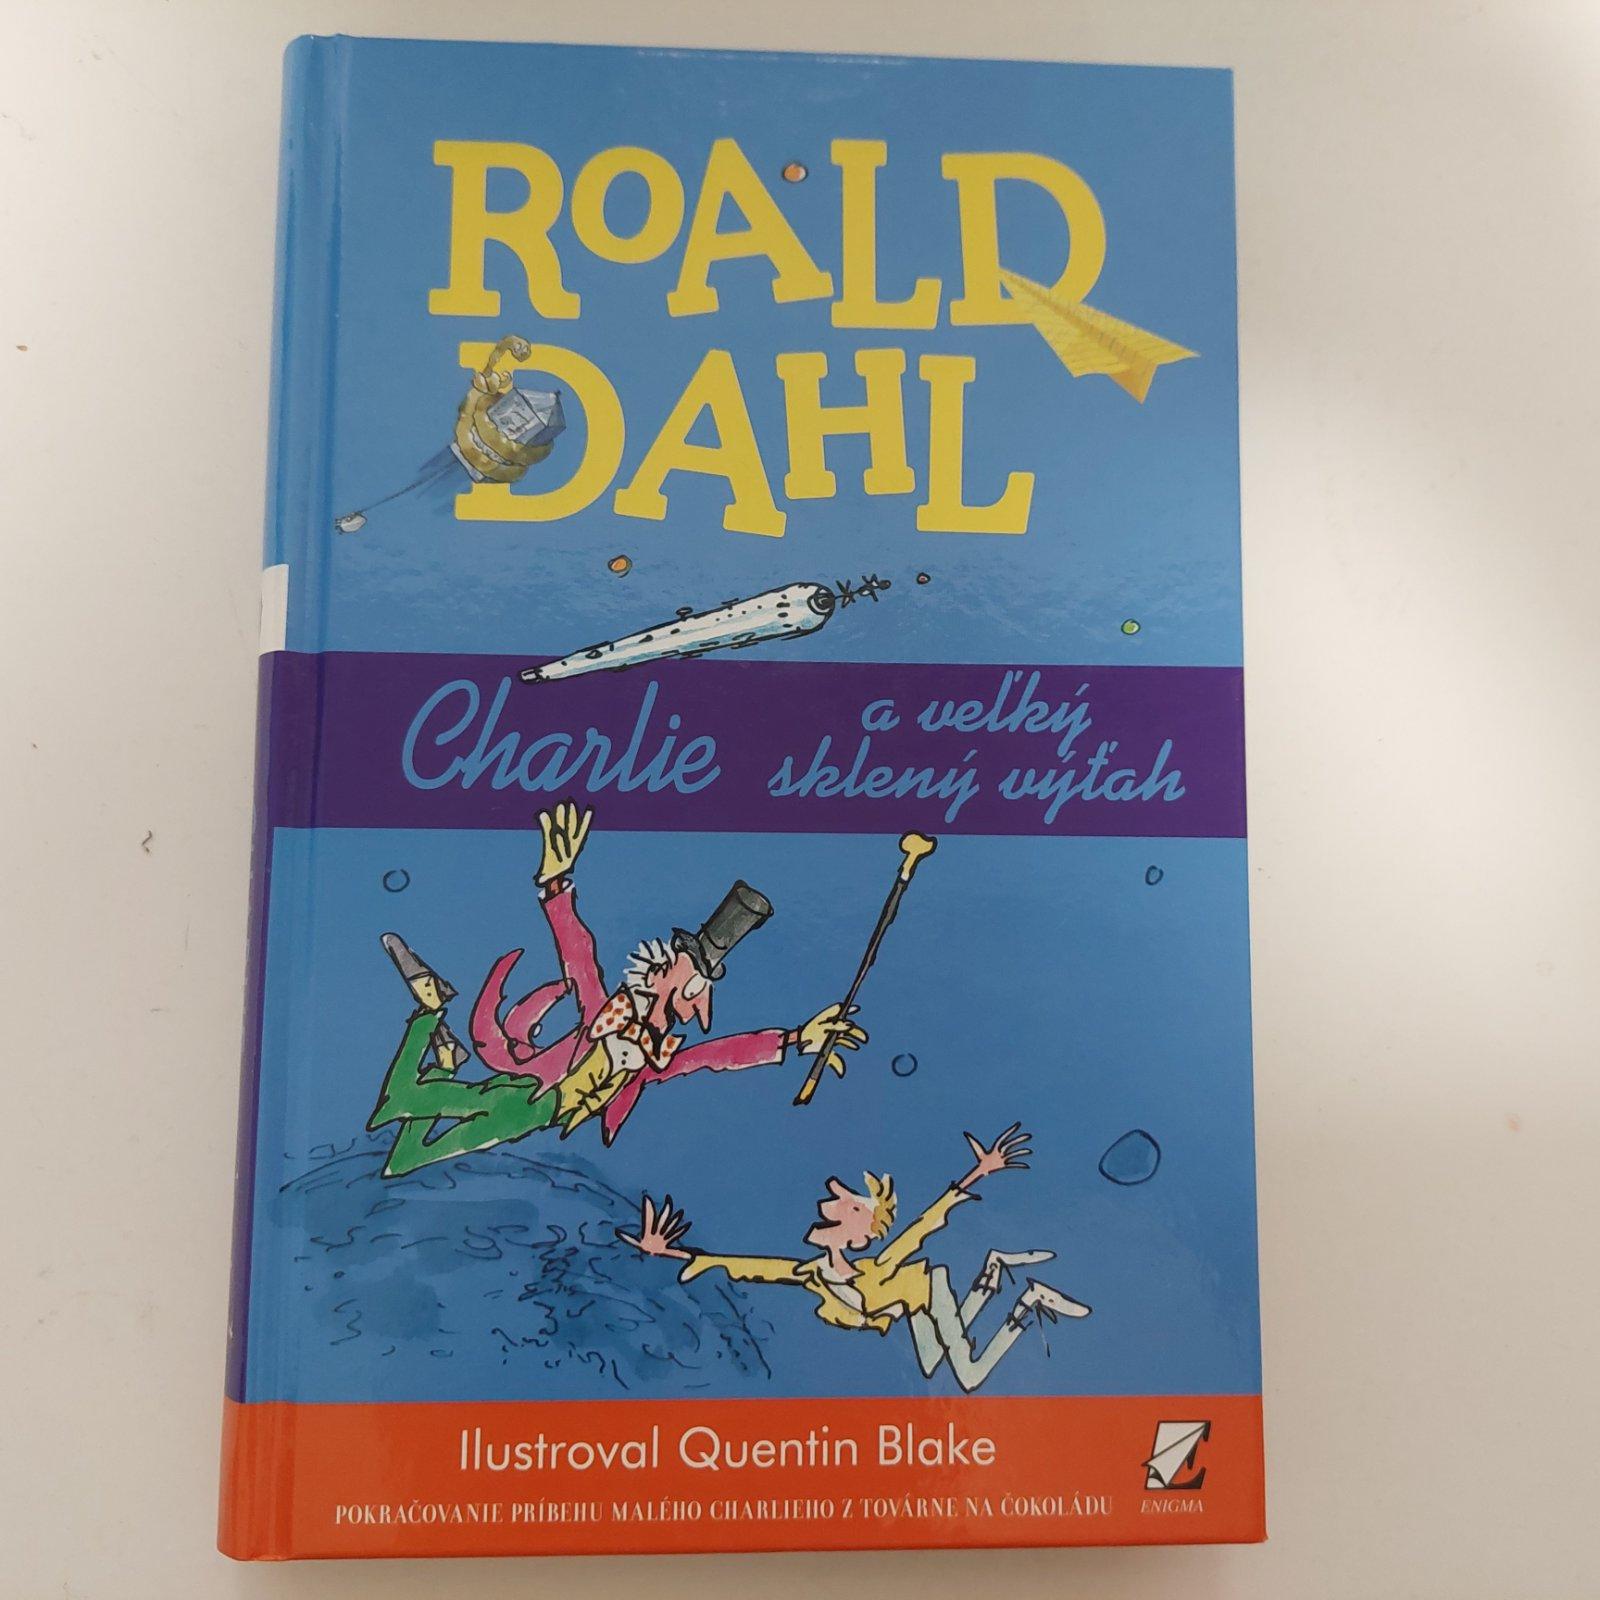 ROALD
DAHL
Charlie a veľký
sklený výťah
Ilustroval Quentin Blake
POKRAČOVANIE PRÍBEHU MALÉHO CHARLIEHO Z TOVÁRNE NA ČOKOLÁDU
ENIGMA